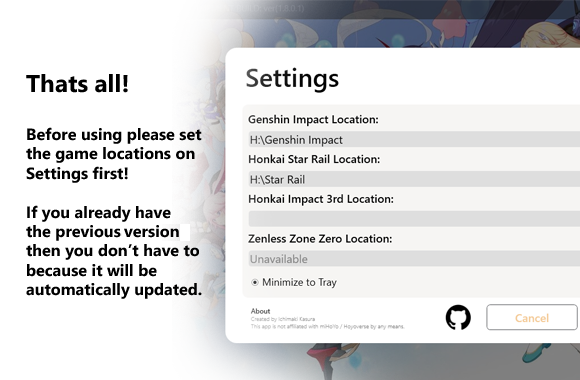 Thats all!
Before using please set
the game locations on
Settings first!
If you already have
the previous version
then you don't have to
because it will be
automatically updated.
Settings
Genshin Impact Location:
H:\Genshin Impact
Honkai Star Rail Location:
H:\Star Rail
Honkai Impact 3rd Location:
Zenless Zone Zero Location:
Unavailable
Minimize to Tray
About
Created by Ichimaki Kasura
This app is not affiliated with miHoYo / Hoyoverse by any means.
Cancel